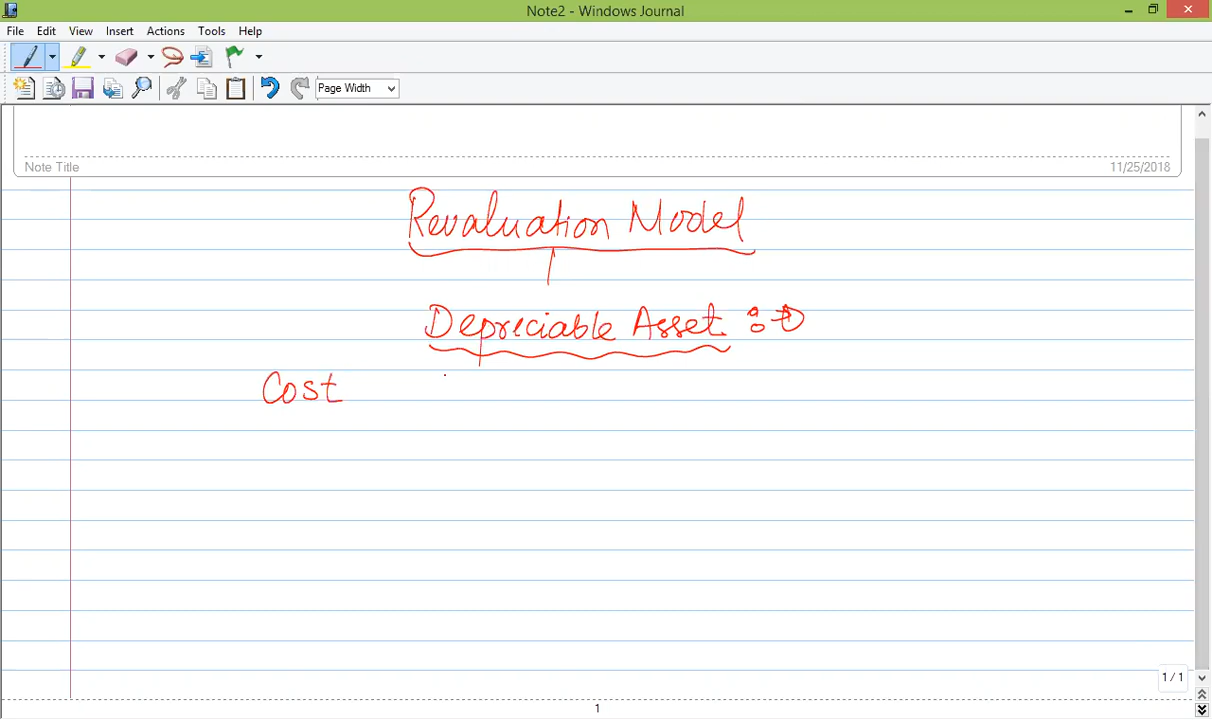 Note2 - Windows Journal
File Edit View Insert Actions Tools Help
Page Width
Note Title 11/25/2018
Revaluation Model
Depreciable Asset :
Cost
1 / 1
1